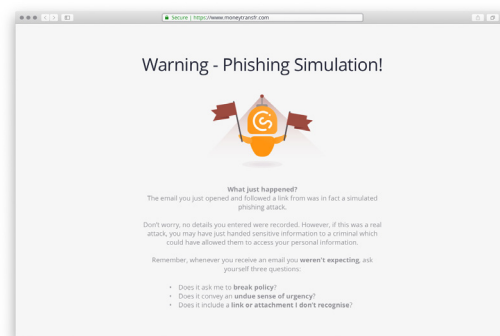 Secure | https://www.moneytransfr.com
Warning - Phishing Simulation!
What just happened?
The email you just opened and followed a link from was in fact a simulated
phishing attack.
Don't worry, no details you entered were recorded. However, if this was a real
attack, you may have just handed sensitive information to a criminal which
could have allowed them to access your personal information.
Remember, whenever you receive an email you weren't expecting, ask
yourself three questions:
• Does it ask me to break policy?
• Does it convey an undue sense of urgency?
• Does it include a link or attachment I don't recognise?